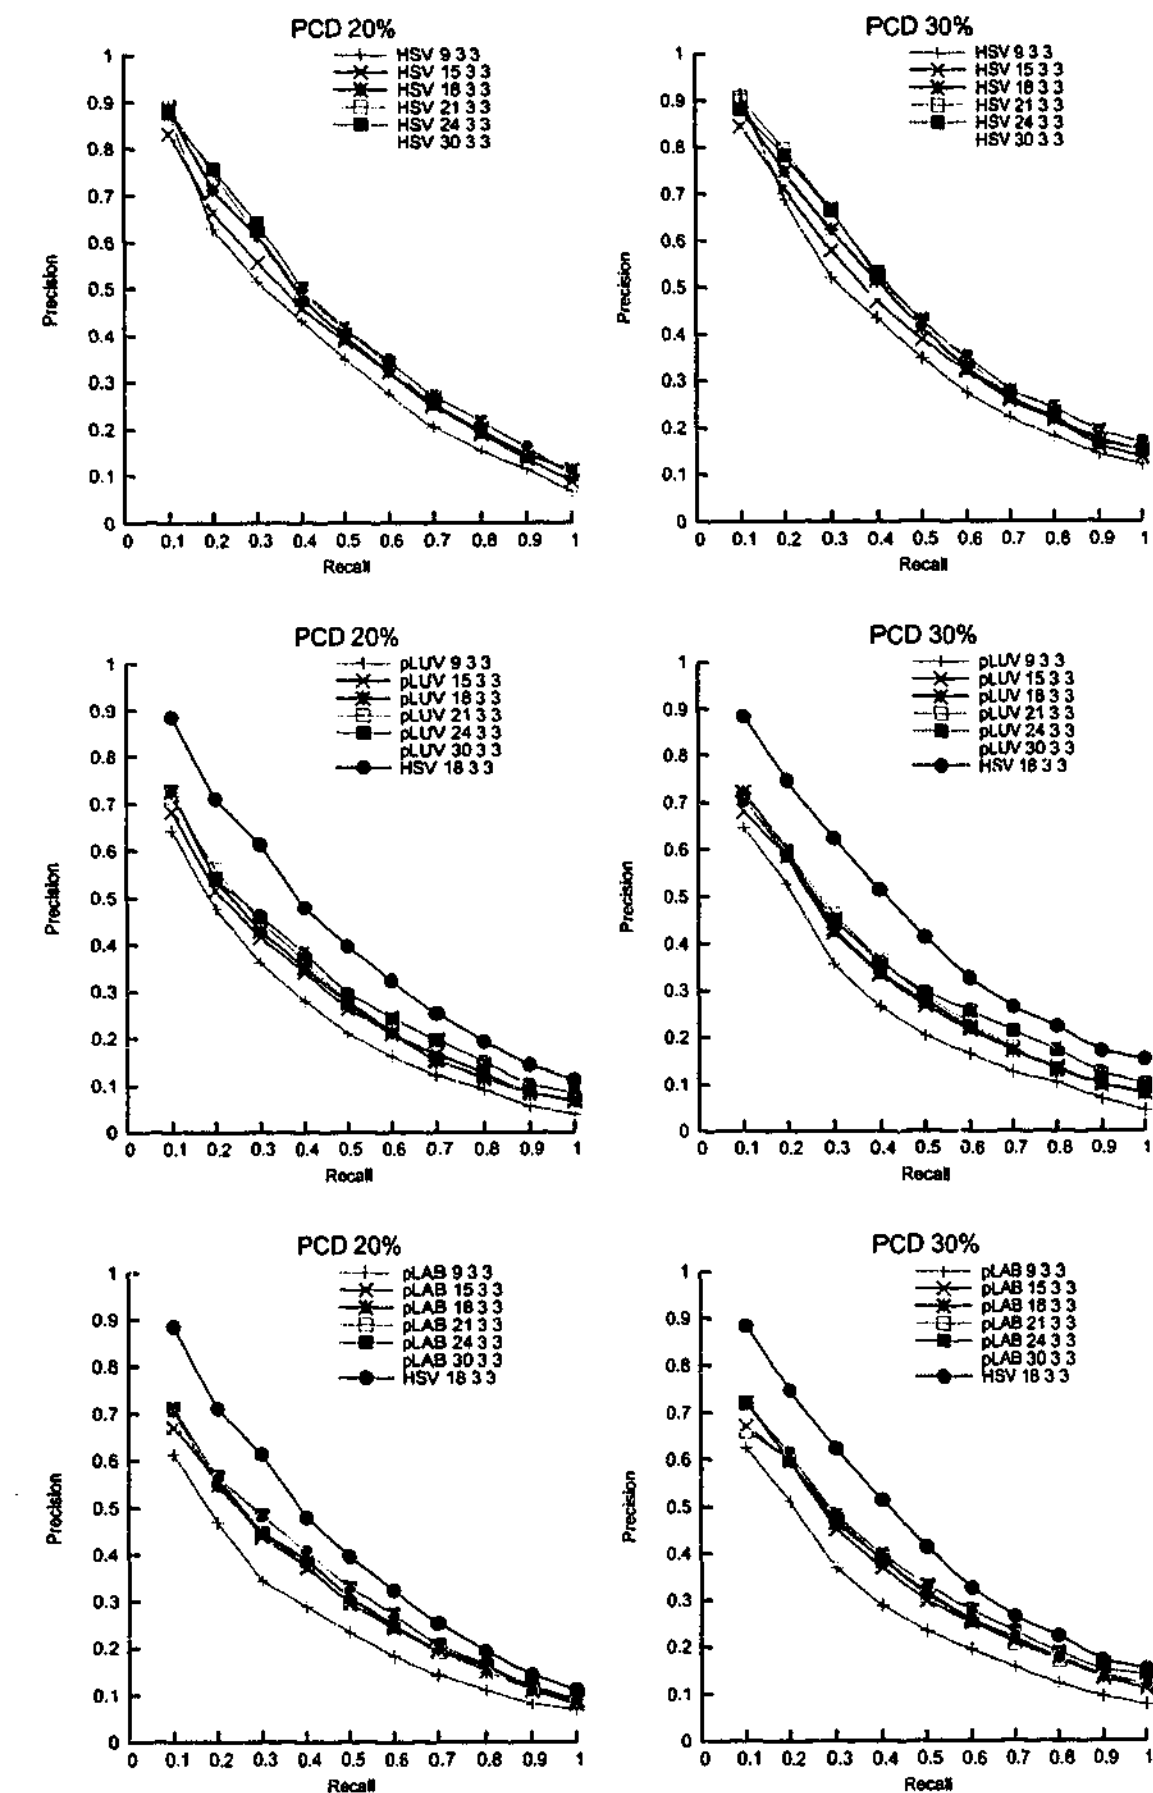 PCD 20%
HSV 9 3 3
HSV 15 3 3
HSV 18 3 3
HSV 21 3 3
HSV 24 3 3
HSV 30 3 3
1
0.9
0.8
0.7
0.6
0.5
0.4
0.3
0.2
0.1
0
Precision
0 0.1 0.2 0.3 0.4 0.5 0.6 0.7 0.8 0.9 1
Recall
PCD 30%
HSV 9 3 3
HSV 15 3 3
HSV 18 3 3
HSV 21 3 3
HSV 24 3 3
HSV 30 3 3
1
0.9
0.8
0.7
0.6
0.5
0.4
0.3
0.2
0.1
0
Precision
0 0.1 0.2 0.3 0.4 0.5 0.6 0.7 0.8 0.9 1
Recall
PCD 20%
pLUV 9 3 3
pLUV 15 3 3
pLUV 18 3 3
pLUV 21 3 3
pLUV 24 3 3
pLUV 30 3 3
HSV 18 3 3
1
0.9
0.8
0.7
0.6
0.5
0.4
0.3
0.2
0.1
0
Precision
0 0.1 0.2 0.3 0.4 0.5 0.6 0.7 0.8 0.9 1
Recall
PCD 30%
pLUV 9 3 3
pLUV 15 3 3
pLUV 18 3 3
pLUV 21 3 3
pLUV 24 3 3
pLUV 30 3 3
HSV 18 3 3
1
0.9
0.8
0.7
0.6
0.5
0.4
0.3
0.2
0.1
0
Precision
0 0.1 0.2 0.3 0.4 0.5 0.6 0.7 0.8 0.9 1
Recall
PCD 20%
pLAB 9 3 3
pLAB 15 3 3
pLAB 18 3 3
pLAB 21 3 3
pLAB 24 3 3
pLAB 30 3 3
HSV 18 3 3
1
0.9
0.8
0.7
0.6
0.5
0.4
0.3
0.2
0.1
0
Precision
0 0.1 0.2 0.3 0.4 0.5 0.6 0.7 0.8 0.9 1
Recall
PCD 30%
pLAB 9 3 3
pLAB 15 3 3
pLAB 18 3 3
pLAB 21 3 3
pLAB 24 3 3
pLAB 30 3 3
HSV 18 3 3
1
0.9
0.8
0.7
0.6
0.5
0.4
0.3
0.2
0.1
0
Precision
0 0.1 0.2 0.3 0.4 0.5 0.6 0.7 0.8 0.9 1
Recall